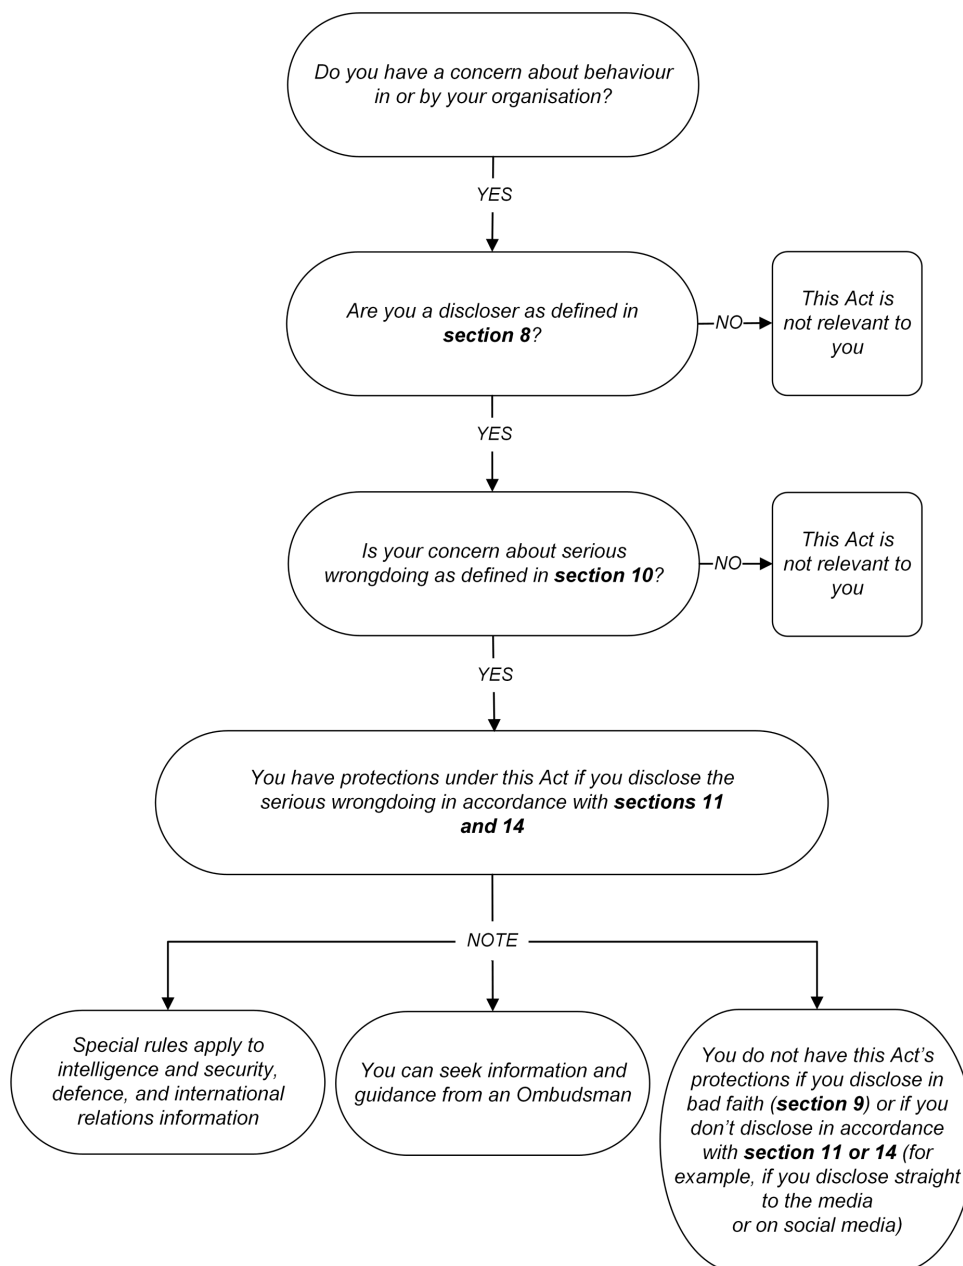 Do you have a concern about behaviour
in or by your organisation?
YES
Are you a discloser as defined in
section 8?
NO
This Act is
not relevant to
you
YES
Is your concern about serious
wrongdoing as defined in section 10?
NO
This Act is
not relevant to
you
YES
You have protections under this Act if you disclose the
serious wrongdoing in accordance with sections 11
and 14
NOTE
Special rules apply to
intelligence and security,
defence, and international
relations information
You can seek information and
guidance from an Ombudsman
You do not have this Act's
protections if you disclose in
bad faith (section 9) or if you
don't disclose in accordance
with section 11 or 14 (for
example, if you disclose straight
to the media
or on social media)